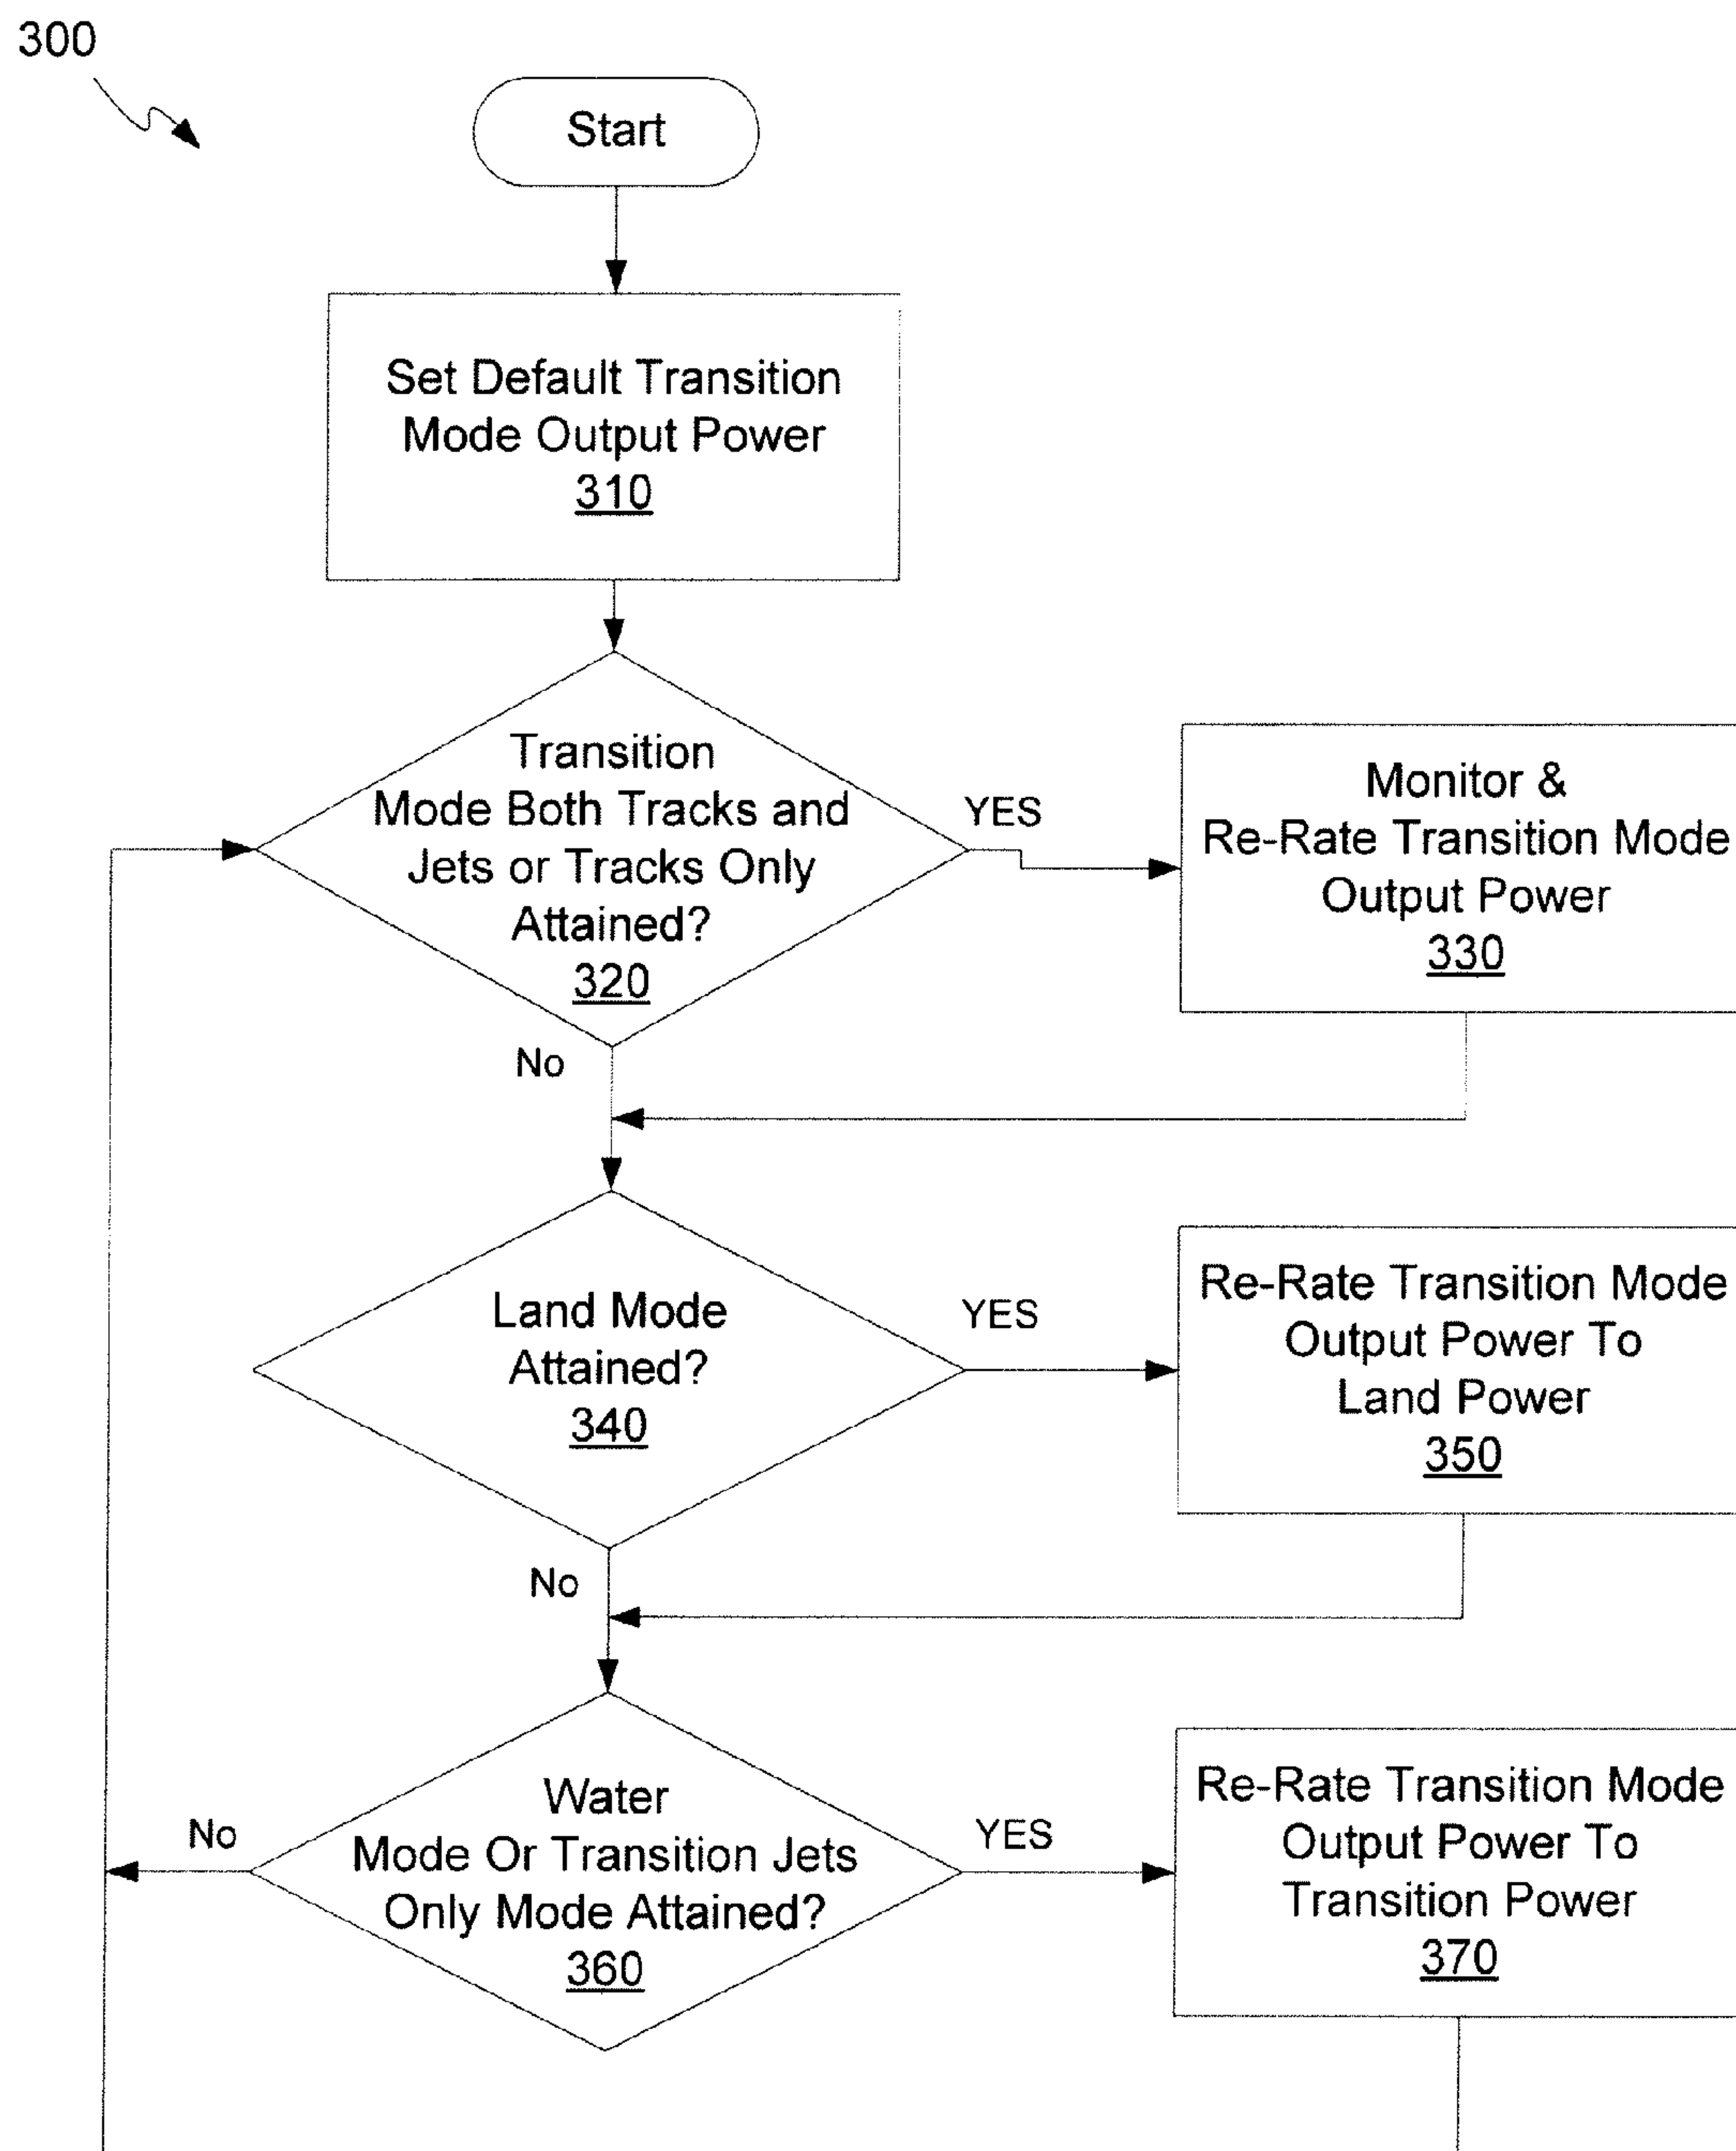 300
Start
Set Default Transition
Mode Output Power
310
Transition
Mode Both Tracks and
Jets or Tracks Only
Attained?
320
YES
Monitor &
Re-Rate Transition Mode
Output Power
330
No
Land Mode
Attained?
340
YES
Re-Rate Transition Mode
Output Power To
Land Power
350
No
Water
Mode Or Transition Jets
Only Mode Attained?
360
No
YES
Re-Rate Transition Mode
Output Power To
Transition Power
370